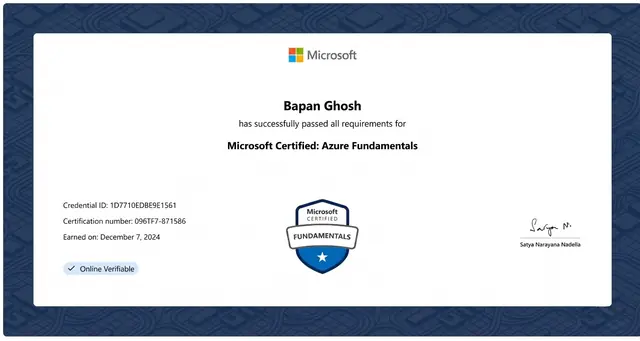 Microsoft
Bapan Ghosh
has successfully passed all requirements for
Microsoft Certified: Azure Fundamentals
Credential ID: 1D7710EDBE9E1561
Certification number: 096TF7-871586
Earned on: December 7, 2024
Online Verifiable
Microsoft
CERTIFIED
FUNDAMENTALS
Satya N.
Satya Narayana Nadella